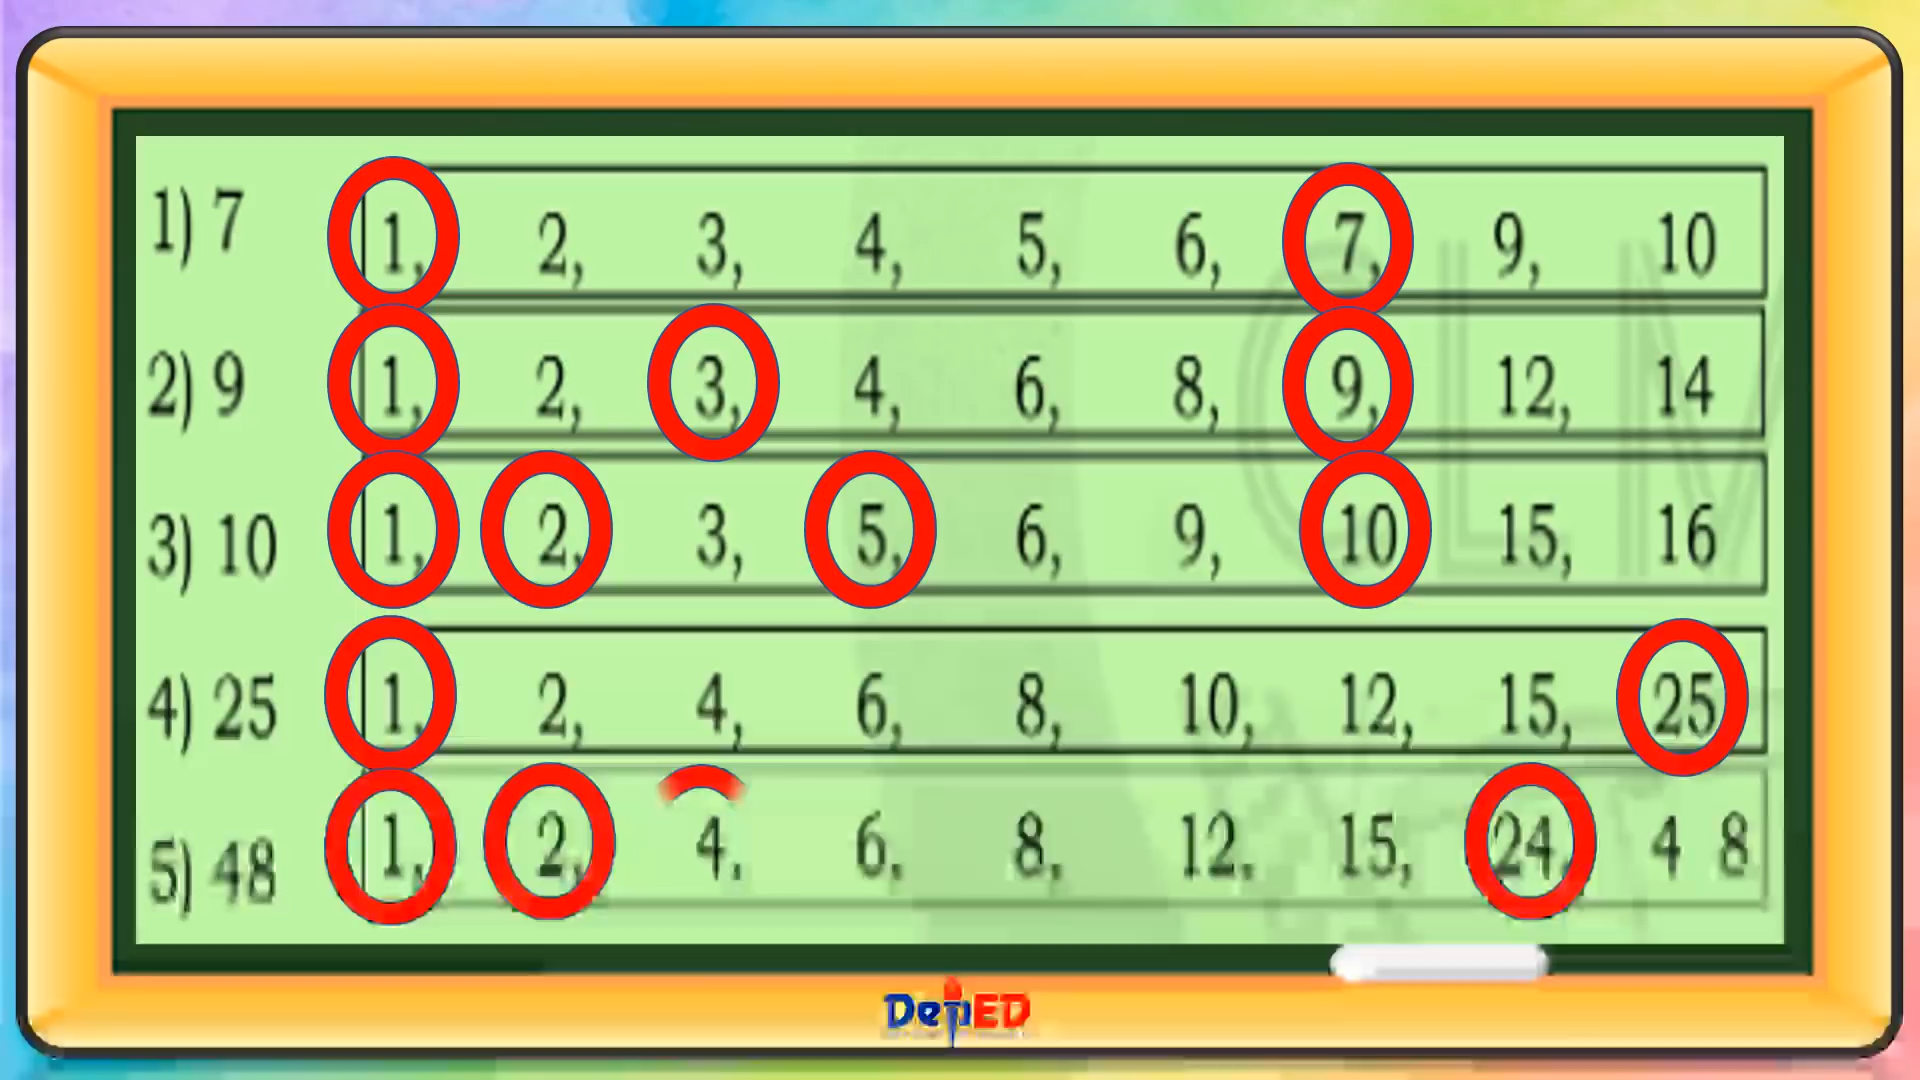 1) 7 1, 2, 3, 4, 5, 6, 7, 9, 10
2) 9 1, 2, 3, 4, 6, 8, 9, 12, 14
3) 10 1, 2, 3, 5, 6, 9, 10 15, 16
4) 25 1, 2, 4, 6, 8, 10, 12, 15, 25
5) 48 1, 2, 4. 6. 8. 12. 15, 24, 4 8
DepED